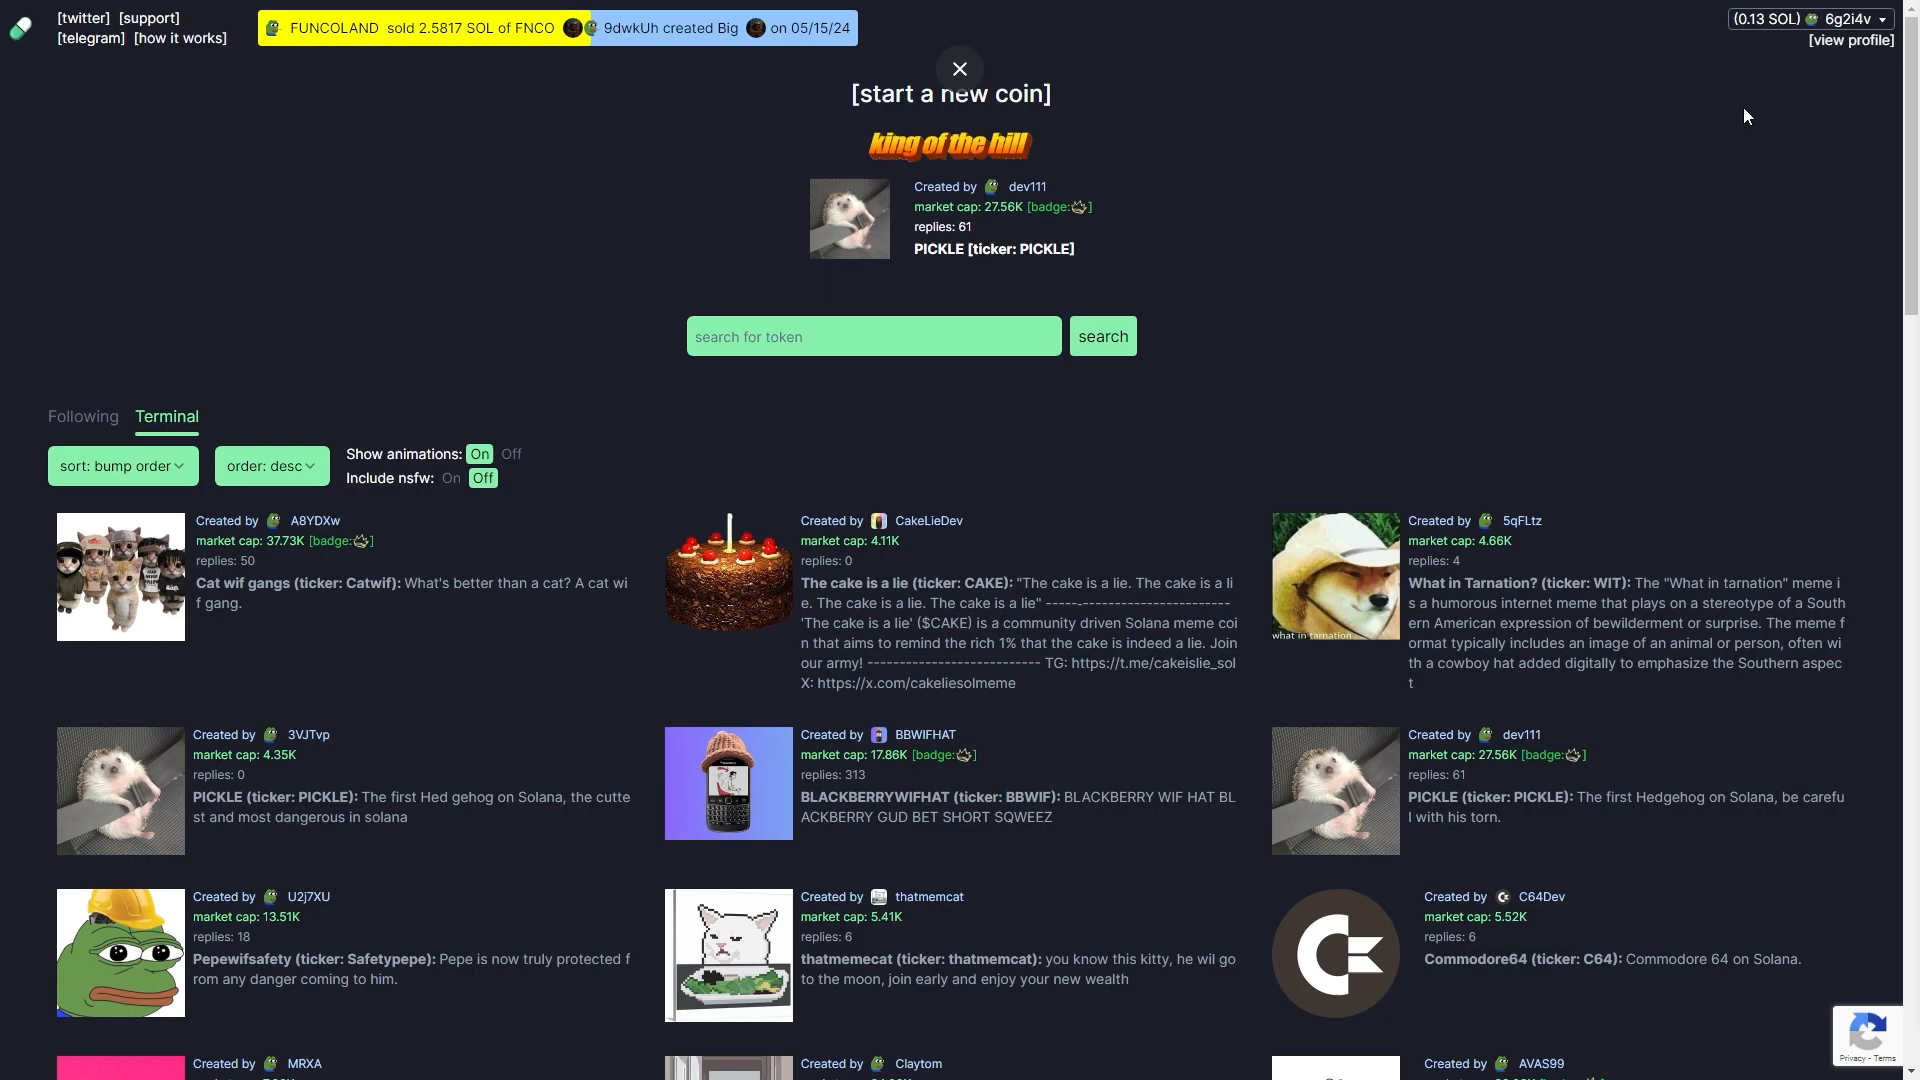 [twitter] [support]
[telegram] [how it works]
FUNCOLAND sold 2.5817 SOL of FNCO
9dwkUh created Big on 05/15/24
(0.13 SOL) 6g2i4v
[view profile]
[start a new coin]
king of the hill
Created by dev111
market cap: 27.56K [badge: ]
replies: 61
PICKLE [ticker: PICKLE]
search for token
search
Following Terminal
sort: bump order
order: desc
Show animations: On Off
Include nsfw: On Off
Created by A8YDXw
market cap: 37.73K [badge: ]
replies: 50
Cat wif gangs (ticker: Catwif): What's better than a cat? A cat wi
f gang.
Created by CakeLieDev
market cap: 4.11K
replies: 0
The cake is a lie (ticker: CAKE): "The cake is a lie. The cake is a li
e. The cake is a lie. The cake is a lie" -----.-----------------------
'The cake is a lie' ($CAKE) is a community driven Solana meme coi
n that aims to remind the rich 1% that the cake is indeed a lie. Join
our army! --------------------------- TG: https://t.me/cakeislie_sol
X: https://x.com/cakeliesolmeme
what in tarnation
Created by 5qFLtz
market cap: 4.66K
replies: 4
What in Tarnation? (ticker: WIT): The "What in tarnation" meme i
s a humorous internet meme that plays on a stereotype of a South
ern American expression of bewilderment or surprise. The meme f
ormat typically includes an image of an animal or person, often wi
th a cowboy hat added digitally to emphasize the Southern aspec
t
Created by 3VJTvp
market cap: 4.35K
replies: 0
PICKLE (ticker: PICKLE): The first Hed gehog on Solana, the cutte
st and most dangerous in solana
Created by BBWIFHAT
market cap: 17.86K [badge: ]
replies: 313
BLACKBERRYWIFHAT (ticker: BBWIF): BLACKBERRY WIF HAT BL
ACKBERRY GUD BET SHORT SQWEEZ
Created by dev111
market cap: 27.56K [badge: ]
replies: 61
PICKLE (ticker: PICKLE): The first Hedgehog on Solana, be carefu
l with his torn.
Created by U2j7XU
market cap: 13.51K
replies: 18
Pepewifsafety (ticker: Safetypepe): Pepe is now truly protected f
rom any danger coming to him.
Created by thatmemcat
market cap: 5.41K
replies: 6
thatmemecat (ticker: thatmemcat): you know this kitty, he wil go
to the moon, join early and enjoy your new wealth
Created by C64Dev
market cap: 5.52K
replies: 6
Commodore64 (ticker: C64): Commodore 64 on Solana.
Created by MRXA
Created by Claytom
Created by AVAS99
Privacy - Terms